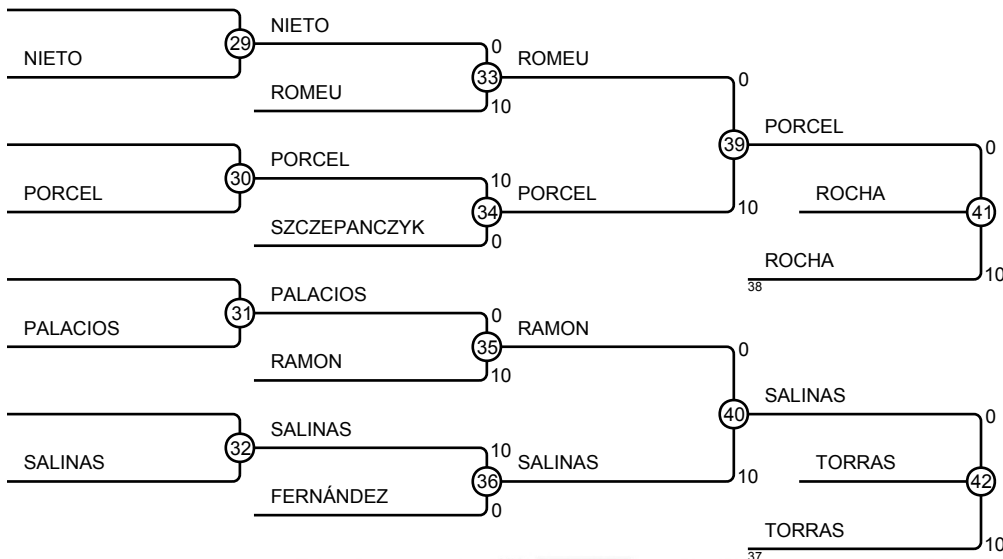 NIETO
0
29
NIETO
ROMEU
33
0
ROMEU
10
PORCEL
39
0
PORCEL
10
30
PORCEL
PORCEL
34
10
ROCHA
41
SZCZEPANCZYK
0
ROCHA
10
38
PALACIOS
0
31
PALACIOS
RAMON
35
0
RAMON
10
SALINAS
40
0
SALINAS
10
32
SALINAS
SALINAS
36
10
TORRAS
42
FERNÁNDEZ
0
TORRAS
10
37